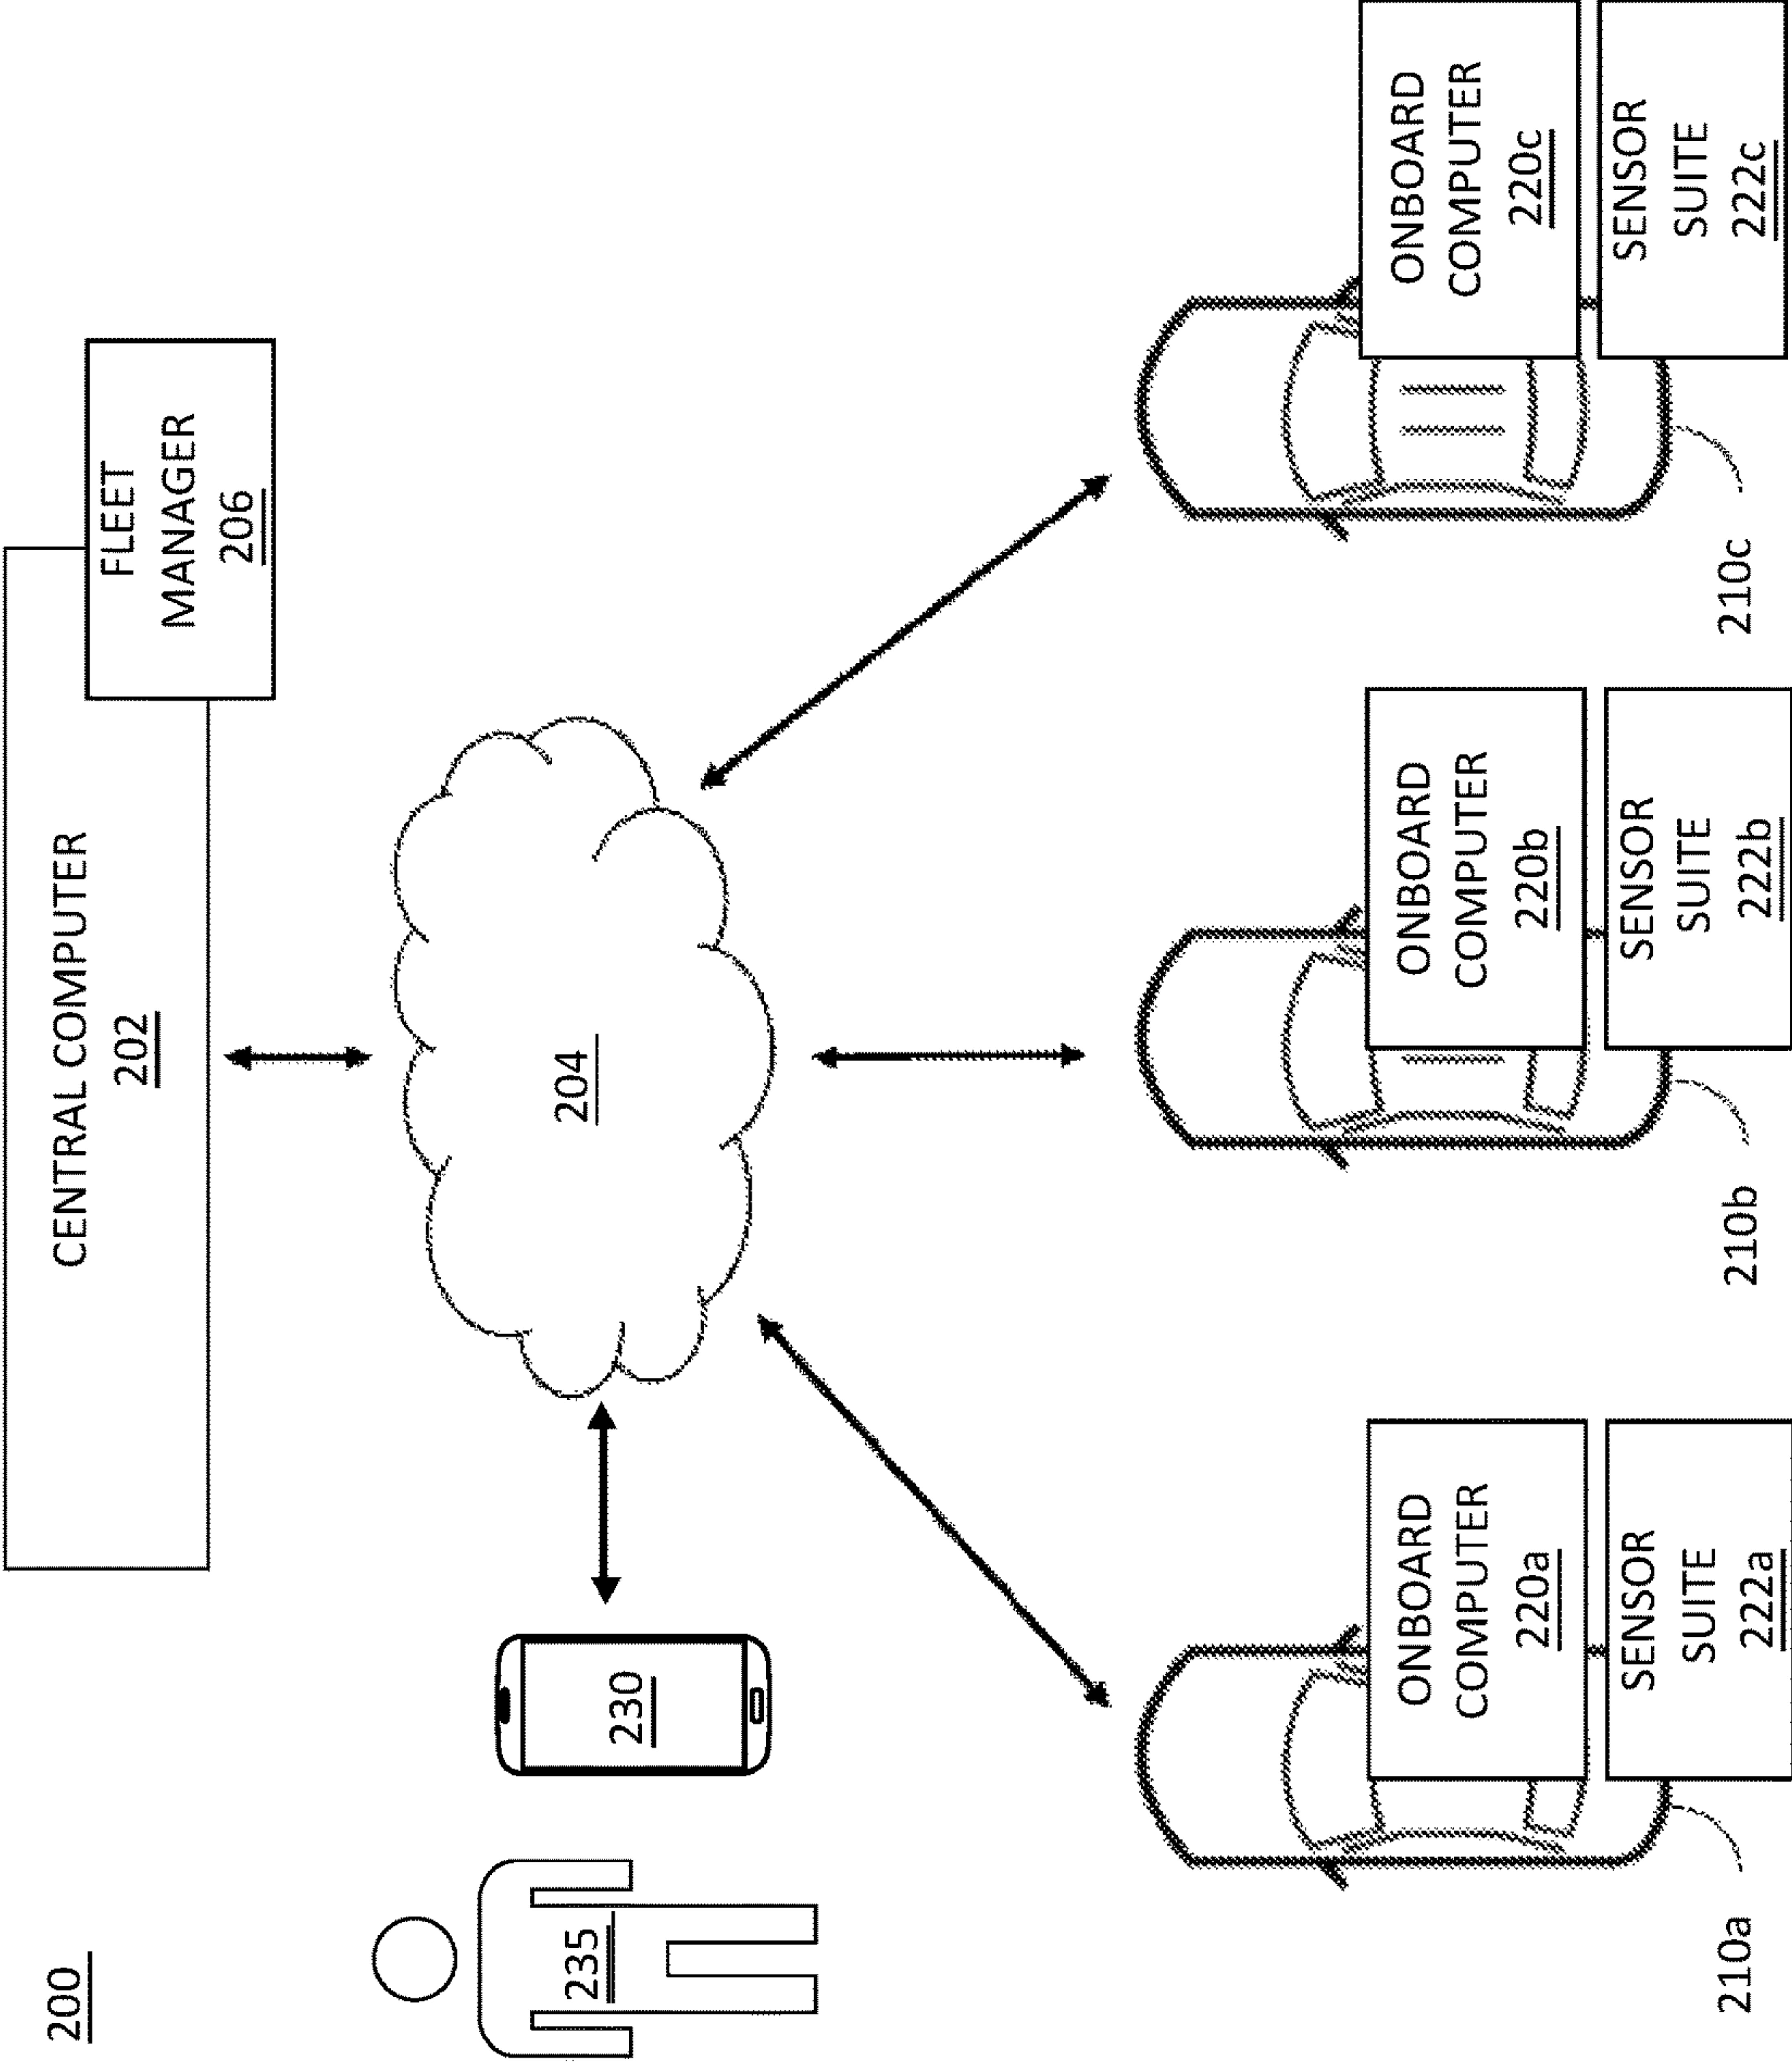 200
CENTRAL COMPUTER
202
FLEET
MANAGER
206
204
230
235
ONBOARD
COMPUTER
220a
SENSOR
SUITE
222a
210a
ONBOARD
COMPUTER
220b
SENSOR
SUITE
222b
210b
ONBOARD
COMPUTER
220c
SENSOR
SUITE
222c
210c